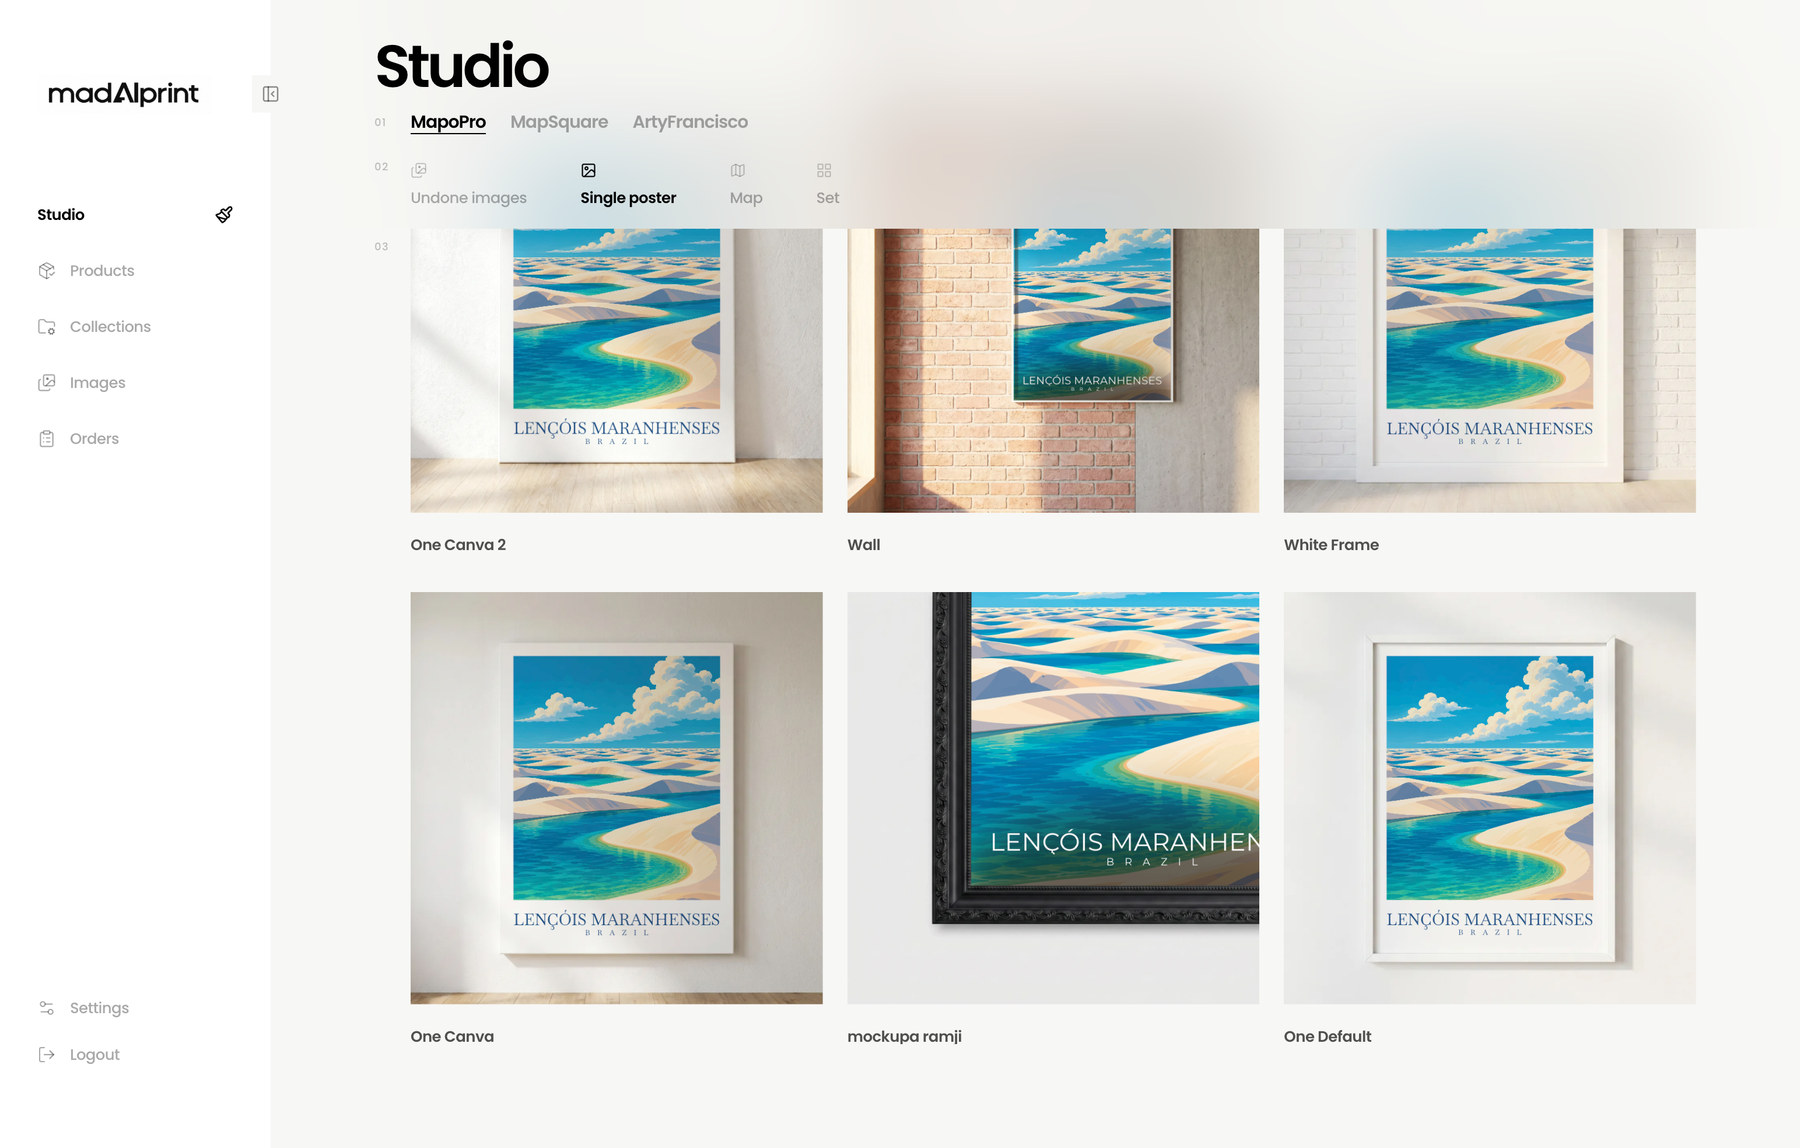 madAIprint
Studio
Products
Collections
Images
Orders
Settings
Logout
Studio
01
MapoPro MapSquare ArtyFrancisco
02
Undone images Single poster Map Set
03
LENÇÓIS MARANHENSES
BRAZIL
LENÇÓIS MARANHENSES
BRAZIL
LENÇÓIS MARANHENSES
BRAZIL
One Canva 2
Wall
White Frame
LENÇÓIS MARANHENSES
BRAZIL
LENÇÓIS MARANHEN
BRAZIL
LENÇÓIS MARANHENSES
BRAZIL
One Canva
mockupa ramji
One Default